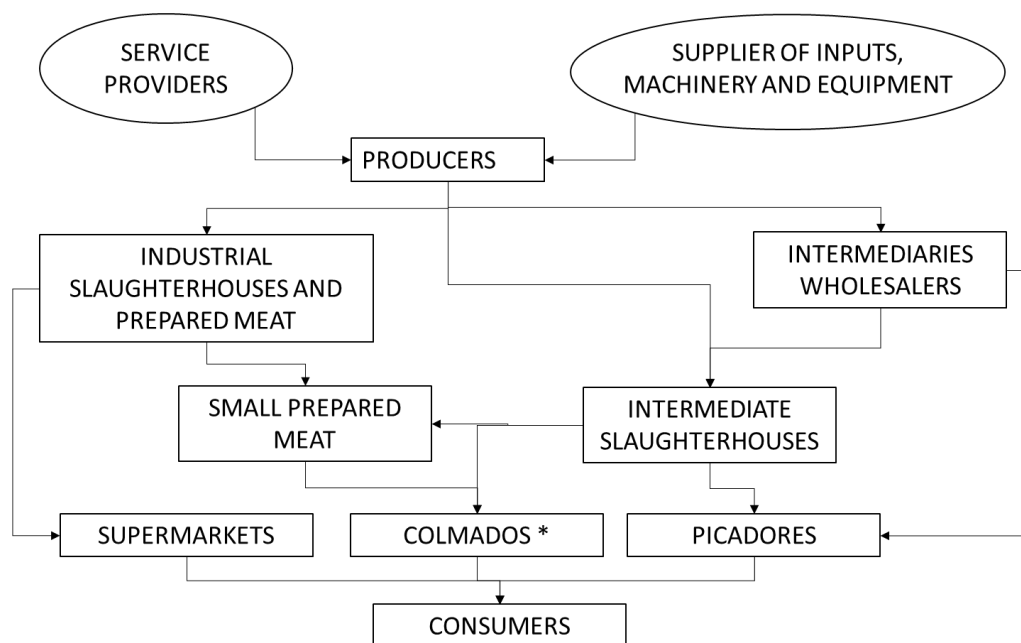 SERVICE
PROVIDERS
SUPPLIER OF INPUTS,
MACHINERY AND EQUIPMENT
PRODUCERS
INDUSTRIAL
SLAUGHTERHOUSES AND
PREPARED MEAT
INTERMEDIARIES
WHOLESALERS
SMALL PREPARED
MEAT
INTERMEDIATE
SLAUGHTERHOUSES
SUPERMARKETS
COLMADOS *
PICADORES
CONSUMERS